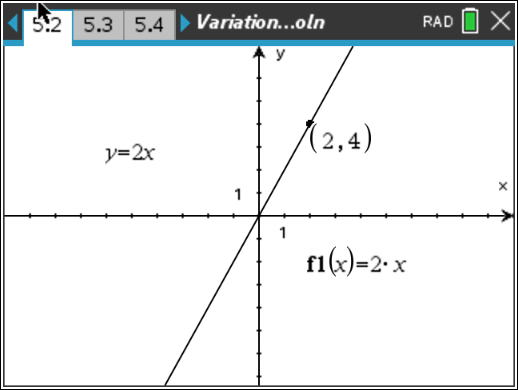 5.2 5.3 5.4 Variation...oln RAD
y
y=2x
(2,4)
1
x
1
f1(x)=2· x